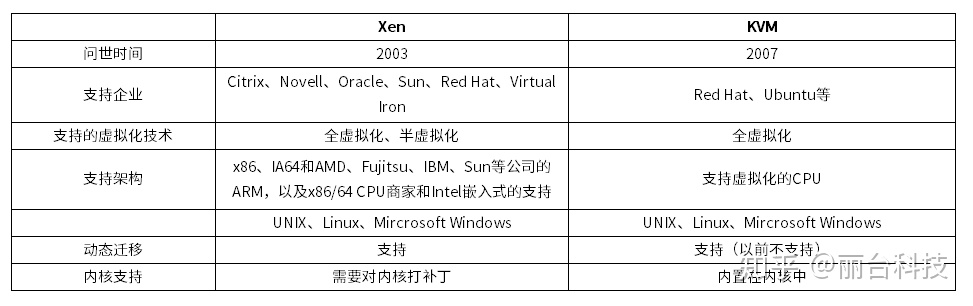 Xen KVM
问世时间 2003 2007
支持企业 Citrix、Novell、Oracle、Sun、Red Hat、Virtual Iron Red Hat、Ubuntu等
支持的虚拟化技术 全虚拟化、半虚拟化 全虚拟化
支持架构 x86、IA64和AMD、Fujitsu、IBM、Sun等公司的ARM，以及x86/64 CPU商家和Intel嵌入式的支持 支持虚拟化的CPU
UNIX、Linux、Mircrosoft Windows UNIX、Linux、Mircrosoft Windows
动态迁移 支持 支持（以前不支持）
内核支持 需要对内核打补丁 内置在内核中
知乎 @丽台科技